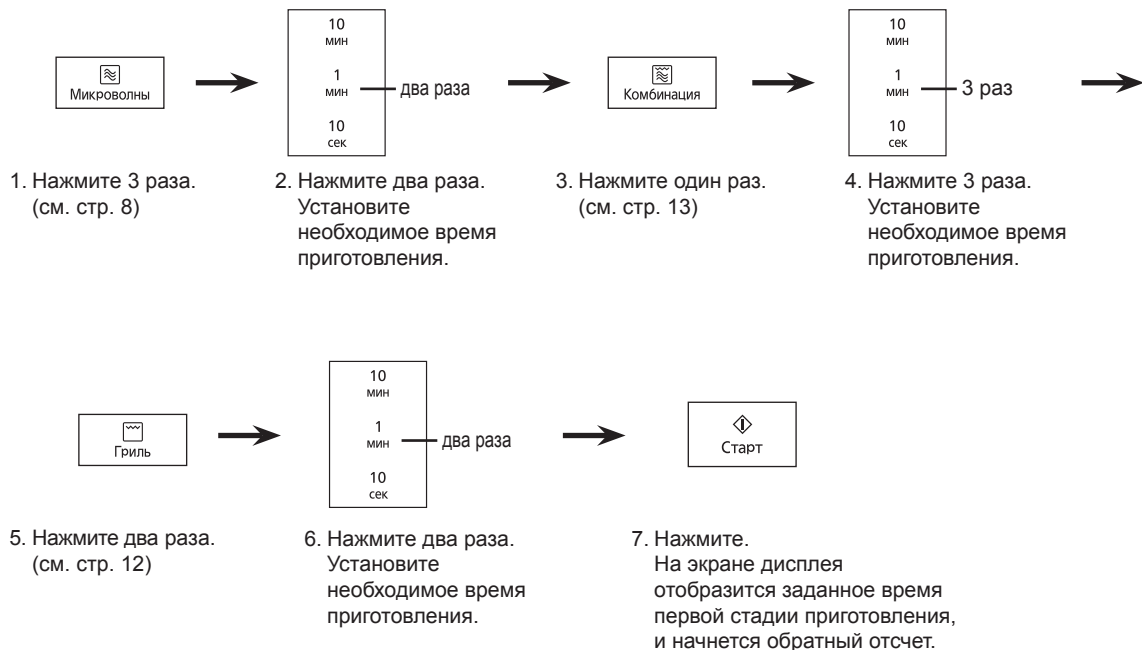 Микроволны
10
мин
1
мин
10
сек
два раза
Комбинация
10
мин
1
мин
10
сек
3 раз
1. Нажмите 3 раза.
(см. стр. 8)
2. Нажмите два раза.
Установите
необходимое время
приготовления.
3. Нажмите один раз.
(см. стр. 13)
4. Нажмите 3 раза.
Установите
необходимое время
приготовления.
Гриль
10
мин
1
мин
10
сек
два раза
Старт
5. Нажмите два раза.
(см. стр. 12)
6. Нажмите два раза.
Установите
необходимое время
приготовления.
7. Нажмите.
На экране дисплея
отобразится заданное время
первой стадии приготовления,
и начнется обратный отсчет.